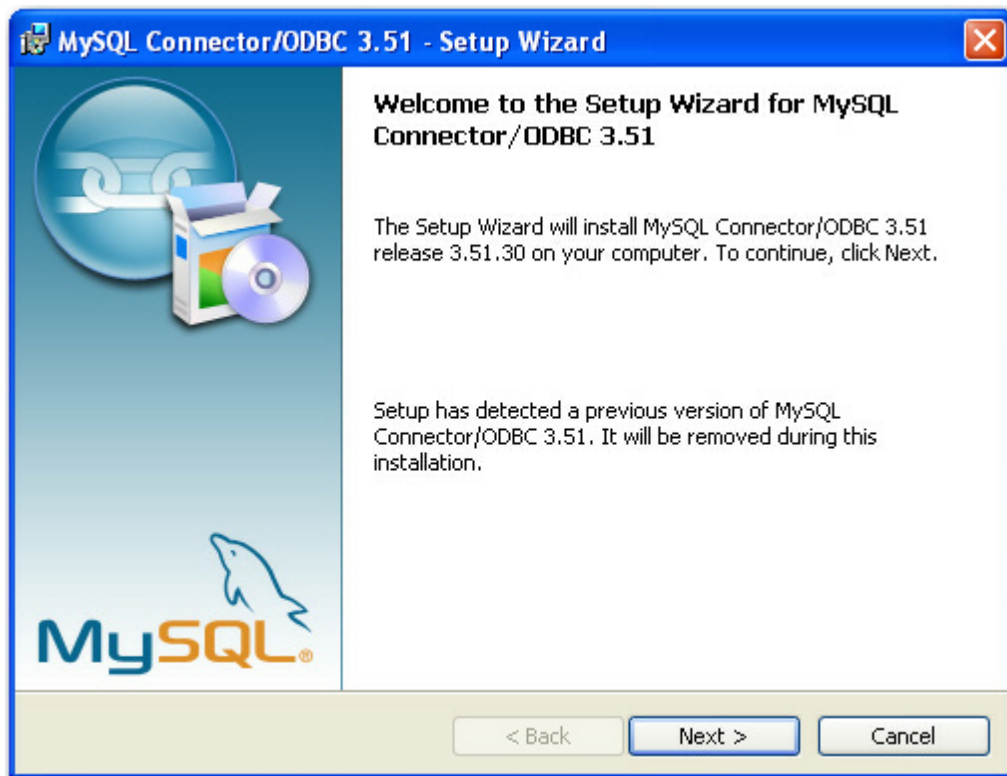 MySQL Connector/ODBC 3.51 - Setup Wizard
Welcome to the Setup Wizard for MySQL
Connector/ODBC 3.51
The Setup Wizard will install MySQL Connector/ODBC 3.51
release 3.51.30 on your computer. To continue, click Next.
Setup has detected a previous version of MySQL
Connector/ODBC 3.51. It will be removed during this
installation.
MySQL®
< Back
Next >
Cancel